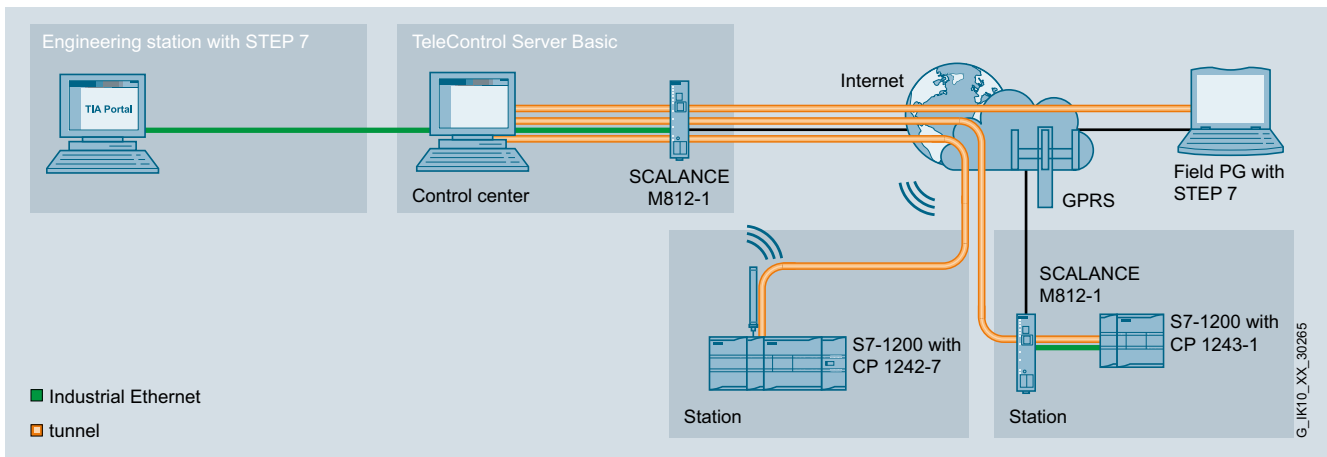 Engineering station with STEP 7
TeleControl Server Basic
TIA Portal
Internet
Control center
SCALANCE
M812-1
GPRS
Field PG with
STEP 7
SCALANCE
M812-1
S7-1200 with
CP 1242-7
S7-1200 with
CP 1243-1
Station
Station
Industrial Ethernet
tunnel
G_IK10_XX_30265